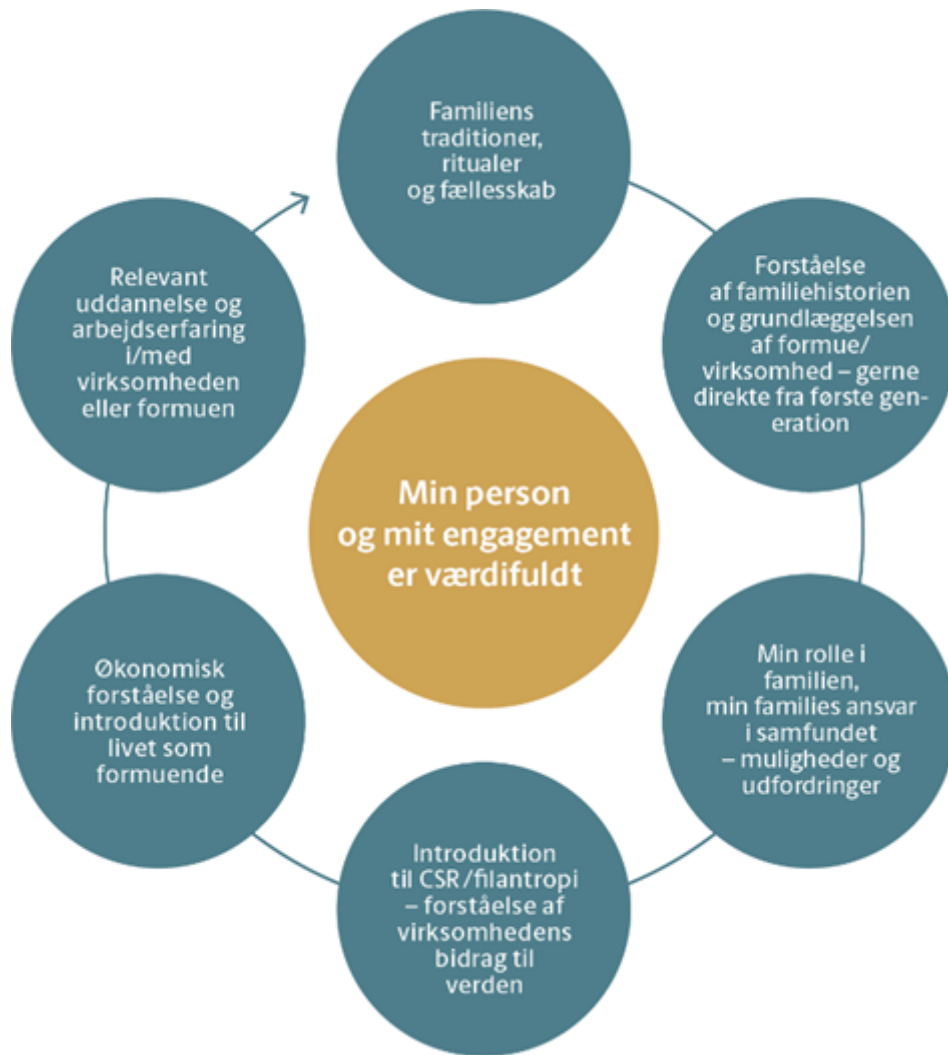 Familiens
traditioner,
ritualer
og fællesskab
Forståelse
af familiehistorien
og grundlæggelsen
af formue/
virksomhed – gerne
direkte fra første gen-
eration
Min rolle i
familien,
min families ansvar
i samfundet
– muligheder og
udfordringer
Introduktion
til CSR/filantropi
– forståelse af
virksomhedens
bidrag til
verden
Økonomisk
forståelse og
introduktion til
livet som
formuende
Relevant
uddannelse og
arbejdserfaring
i/med
virksomheden
eller formuen
Min person
og mit engagement
er værdifuldt